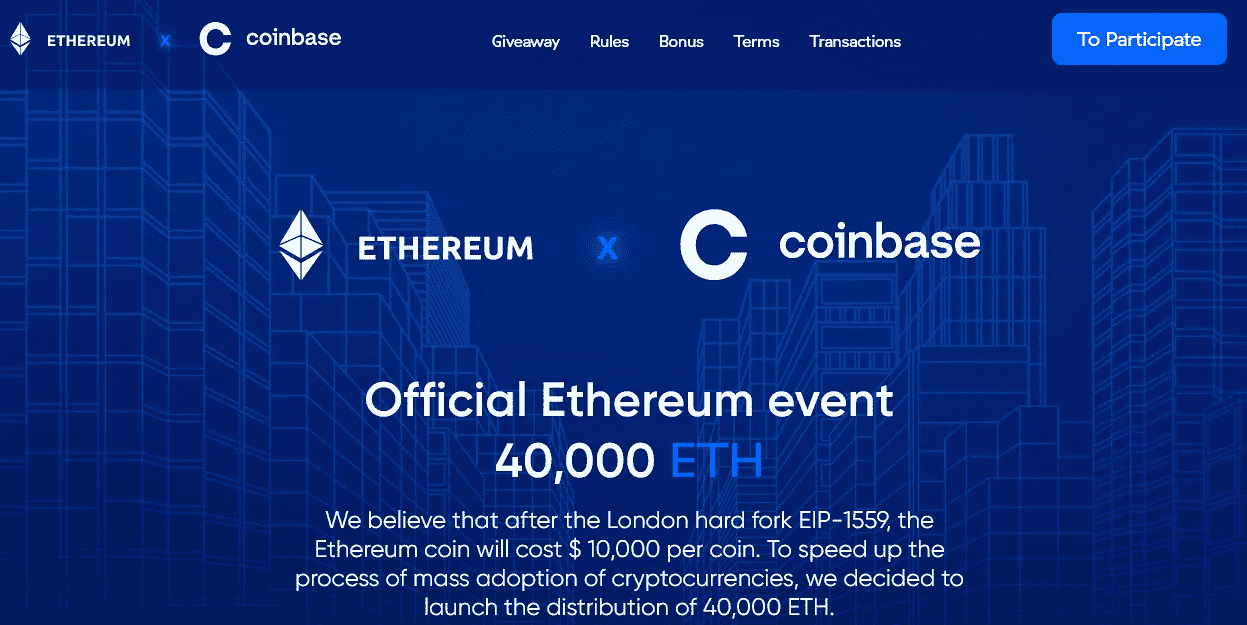 ETHEREUM x coinbase Giveaway Rules Bonus Terms Transactions To Participate
ETHEREUM x coinbase
Official Ethereum event
40,000 ETH
We believe that after the London hard fork EIP-1559, the
Ethereum coin will cost $ 10,000 per coin. To speed up the
process of mass adoption of cryptocurrencies, we decided to
launch the distribution of 40,000 ETH.